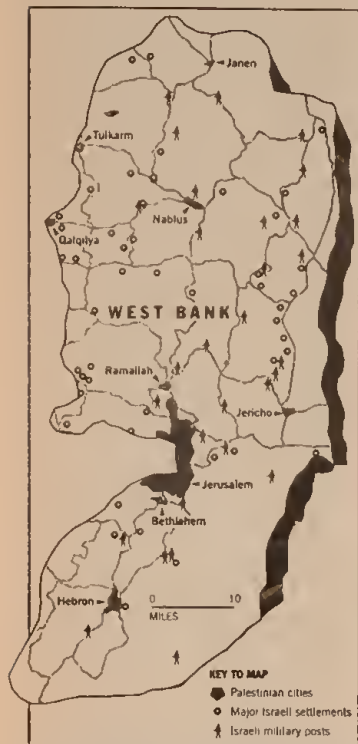 Janen
Tulkarm
Nablus
Qalqilya
WEST BANK
Ramallah
Jericho
Jerusalem
Bethlehem
Hebron
0 10
MILES
KEY TO MAP
Palestinian cities
Major Israeli settlements
Israeli military posts